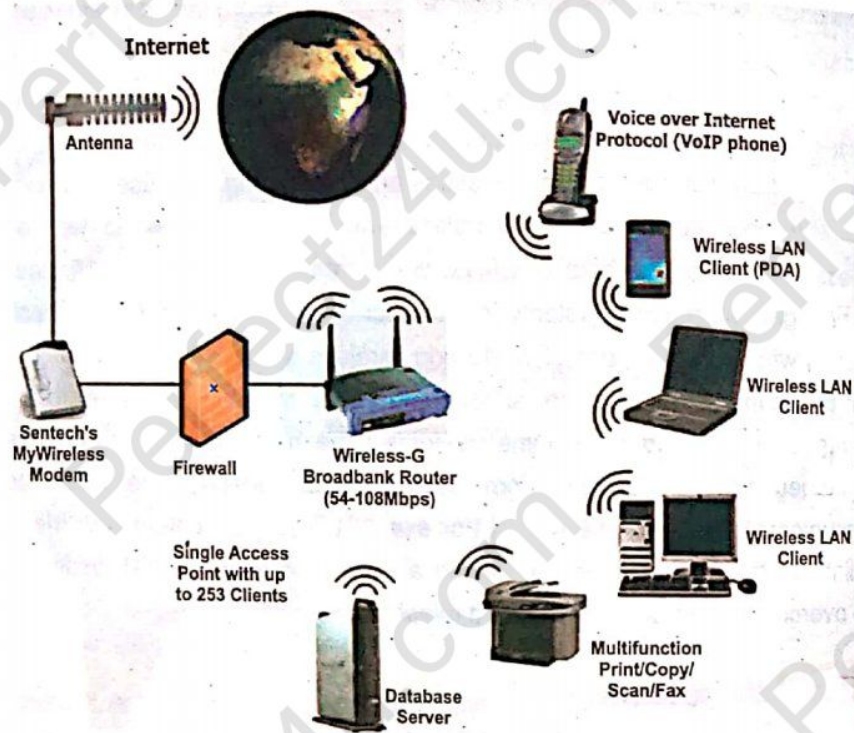 Internet
Antenna
Voice over Internet
Protocol (VoIP phone)
Wireless LAN
Client (PDA)
Wireless LAN
Client
Sentech's
MyWireless
Modem
Firewall
Wireless-G
Broadbank Router
(54-108Mbps)
Wireless LAN
Client
Single Access
Point with up
to 253 Clients
Multifunction
Print/Copy/
Scan/Fax
Database
Server
Perfect24u.com